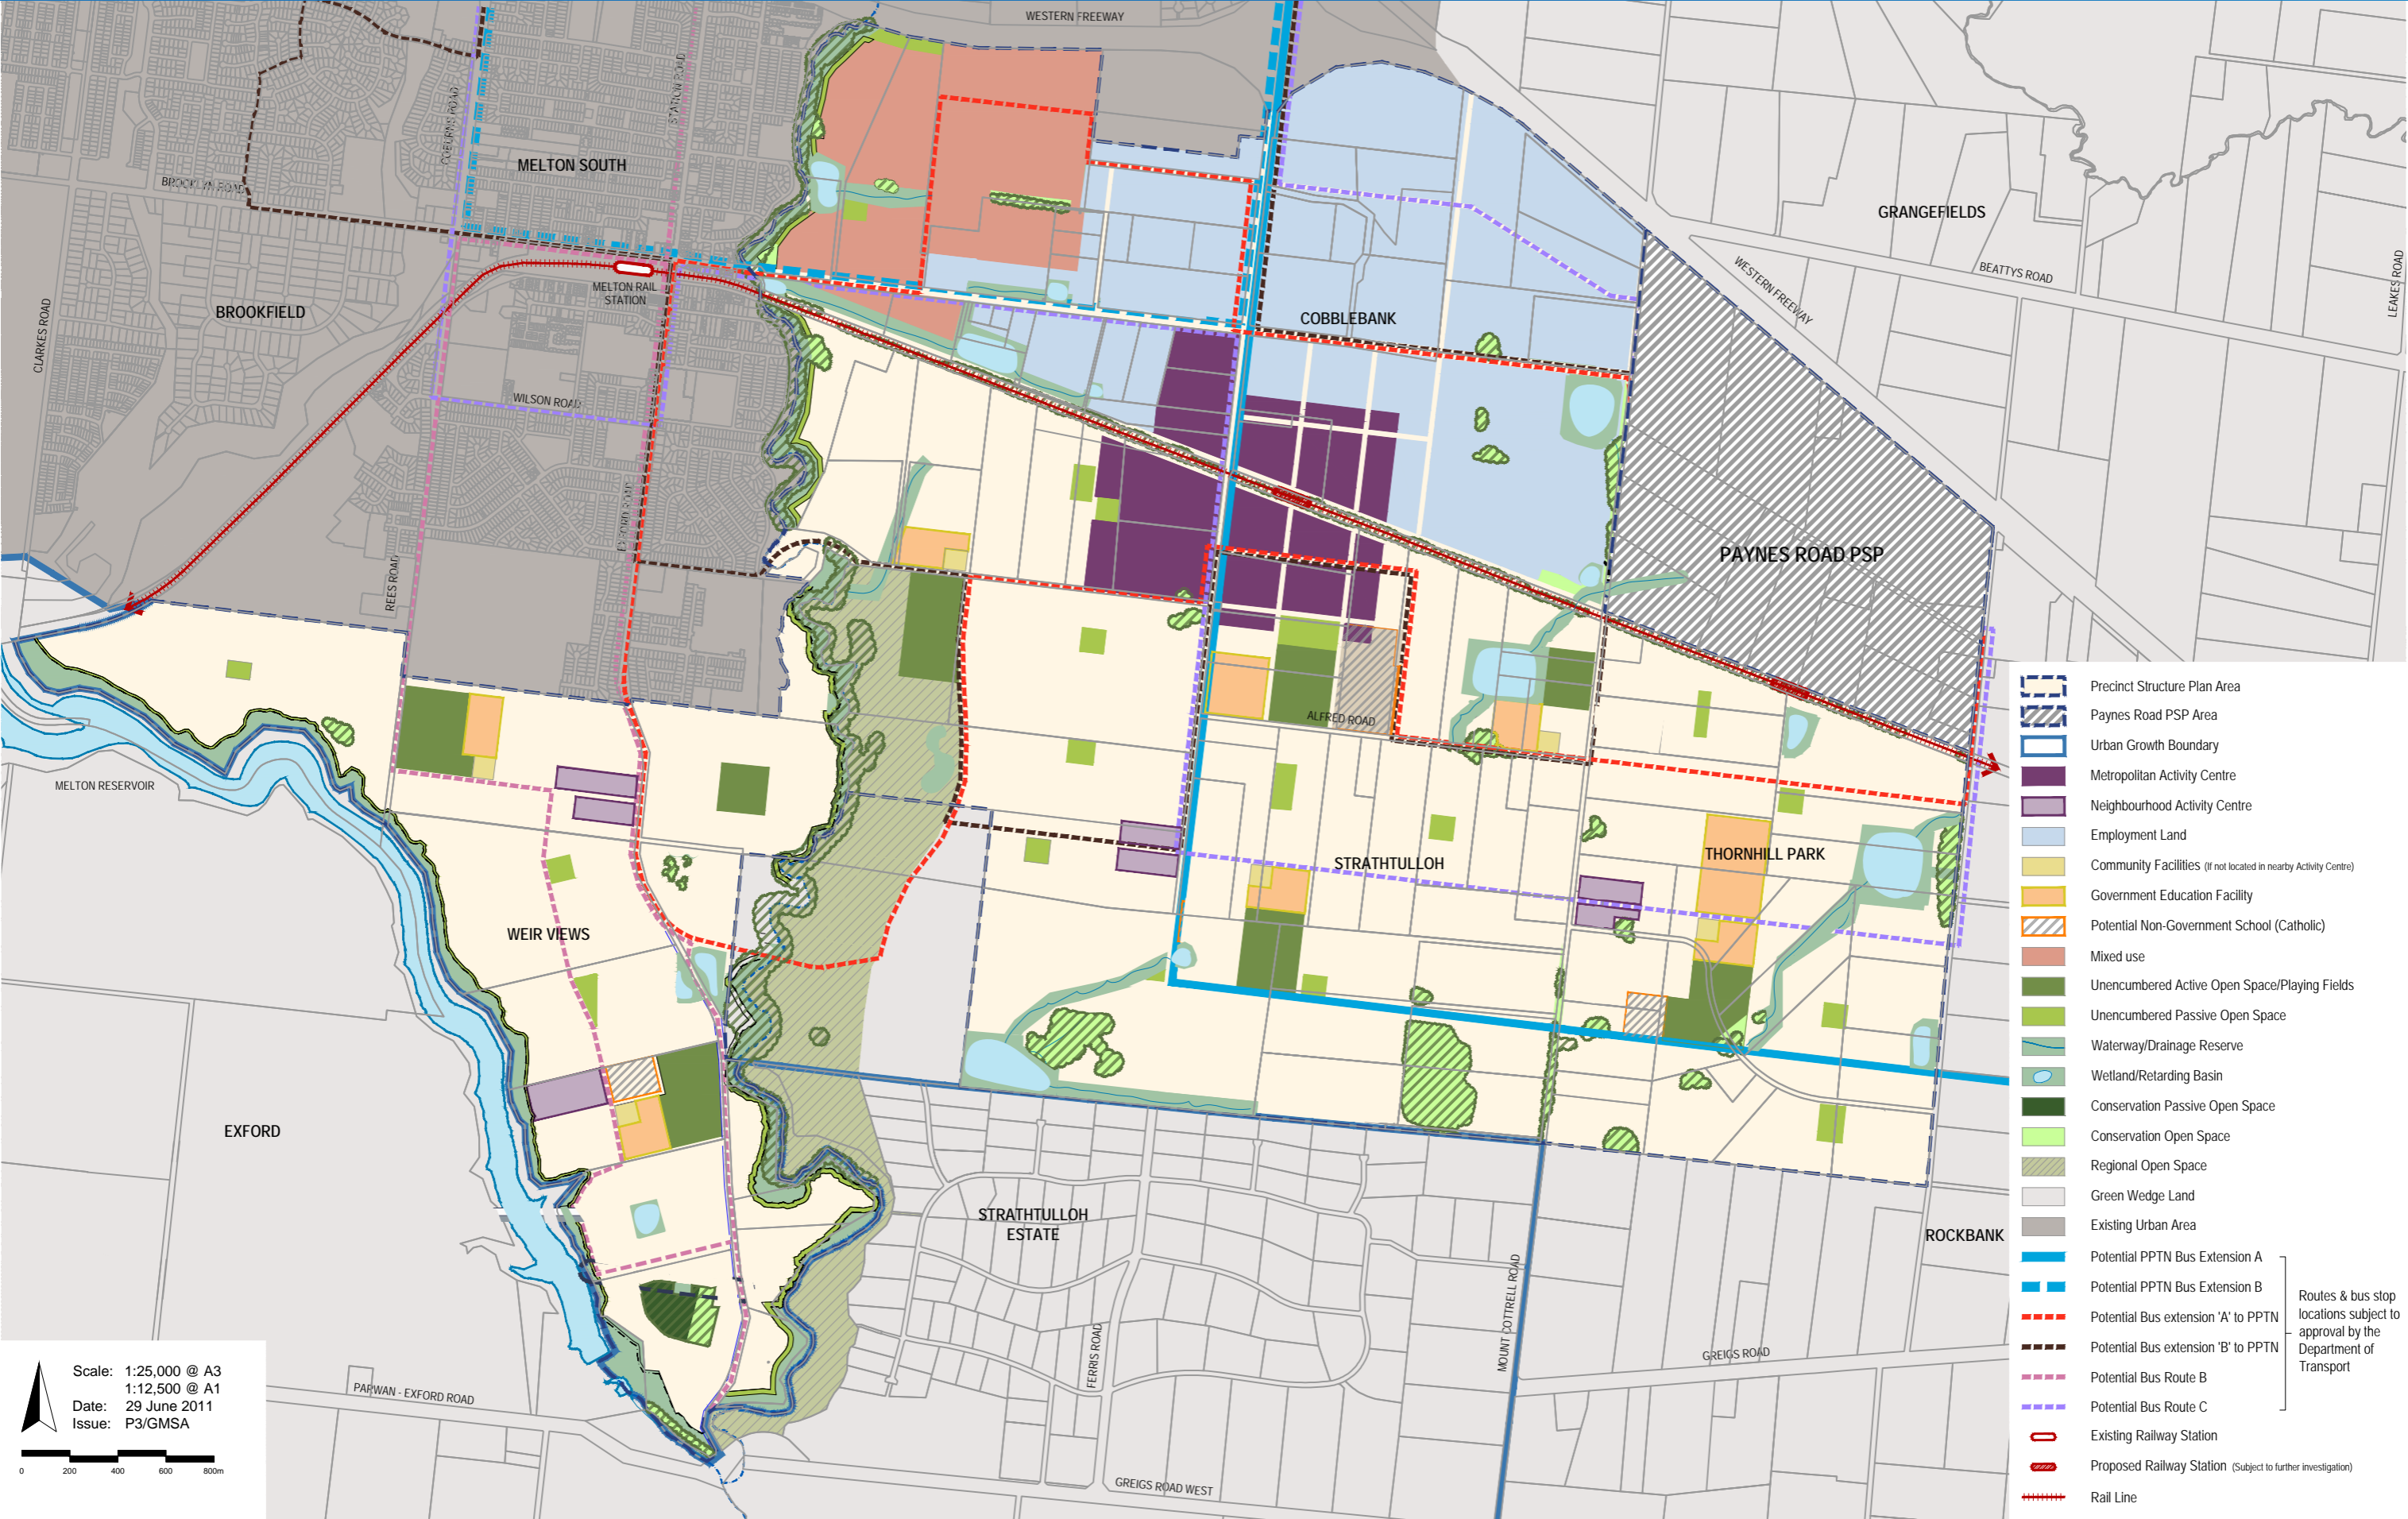 WESTERN FREEWAY
COBURNS ROAD
STATION ROAD
MELTON SOUTH
BROOKLYN ROAD
GRANGEFIELDS
BEATTYS ROAD
LEAKES ROAD
WESTERN FREEWAY
MELTON RAIL
STATION
BROOKFIELD
CLARKES ROAD
COBBLEBANK
WILSON ROAD
EXFORD ROAD
REES ROAD
PAYNES ROAD PSP
ALFRED ROAD
MELTON RESERVOIR
STRATHTULLOH
THORNHILL PARK
WEIR VIEWS
EXFORD
STRATHTULLOH
ESTATE
ROCKBANK
MOUNT COTTRELL ROAD
FERRIS ROAD
GREIGS ROAD
PARWAN - EXFORD ROAD
GREIGS ROAD WEST
Precinct Structure Plan Area
Paynes Road PSP Area
Urban Growth Boundary
Metropolitan Activity Centre
Neighbourhood Activity Centre
Employment Land
Community Facilities (If not located in nearby Activity Centre)
Government Education Facility
Potential Non-Government School (Catholic)
Mixed use
Unencumbered Active Open Space/Playing Fields
Unencumbered Passive Open Space
Waterway/Drainage Reserve
Wetland/Retarding Basin
Conservation Passive Open Space
Conservation Open Space
Regional Open Space
Green Wedge Land
Existing Urban Area
Potential PPTN Bus Extension A
Potential PPTN Bus Extension B
Potential Bus extension 'A' to PPTN
Potential Bus extension 'B' to PPTN
Potential Bus Route B
Potential Bus Route C
Routes & bus stop
locations subject to
approval by the
Department of
Transport
Existing Railway Station
Proposed Railway Station (Subject to further investigation)
Rail Line
Scale: 1:25,000 @ A3
1:12,500 @ A1
Date: 29 June 2011
Issue: P3/GMSA
0 200 400 600 800m